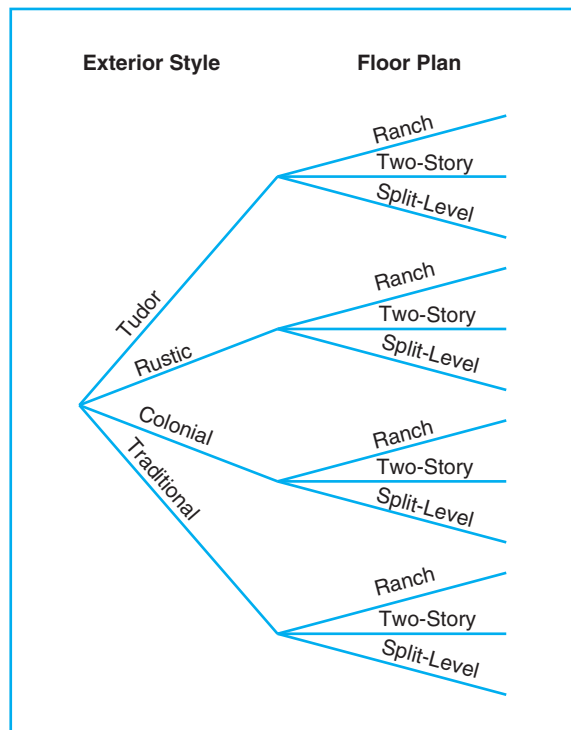 Exterior Style Floor Plan
Ranch
Two-Story
Split-Level
Tudor
Ranch
Two-Story
Split-Level
Rustic
Colonial
Ranch
Two-Story
Split-Level
Traditional
Ranch
Two-Story
Split-Level